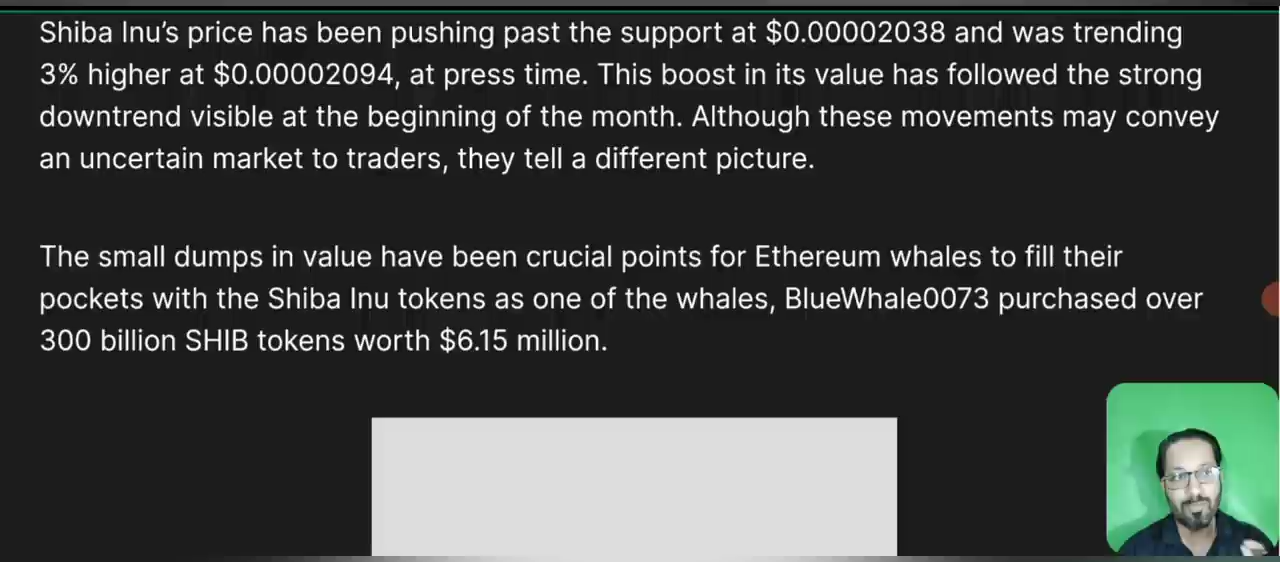 Shiba Inu’s price has been pushing past the support at $0.00002038 and was trending
3% higher at $0.00002094, at press time. This boost in its value has followed the strong
downtrend visible at the beginning of the month. Although these movements may convey
an uncertain market to traders, they tell a different picture.
The small dumps in value have been crucial points for Ethereum whales to fill their
pockets with the Shiba Inu tokens as one of the whales, BlueWhale0073 purchased over
300 billion SHIB tokens worth $6.15 million.